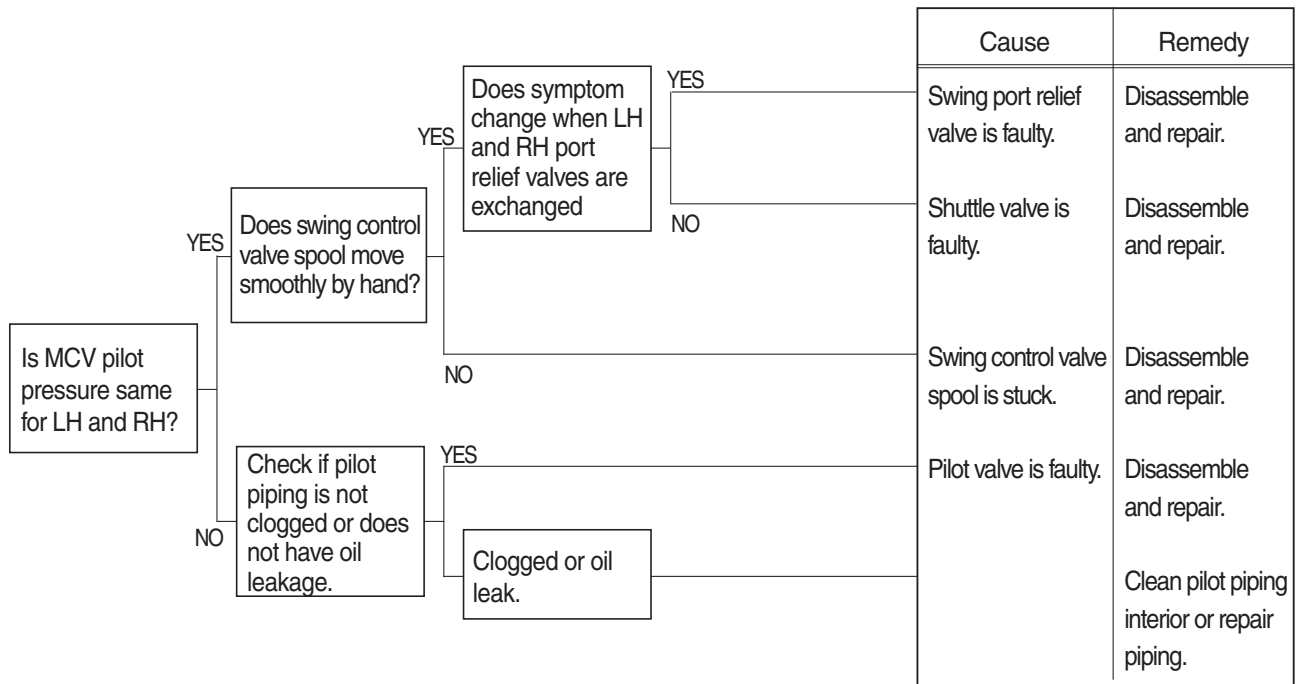 Cause
Remedy
Does symptom
change when LH
and RH port
relief valves are
exchanged
YES
YES
NO
Swing port relief
valve is faulty.
Disassemble
and repair.
Shuttle valve is
faulty.
Disassemble
and repair.
Does swing control
valve spool move
smoothly by hand?
YES
NO
Swing control valve
spool is stuck.
Disassemble
and repair.
Is MCV pilot
pressure same
for LH and RH?
NO
Check if pilot
piping is not
clogged or does
not have oil
leakage.
YES
Pilot valve is faulty.
Disassemble
and repair.
Clogged or oil
leak.
Clean pilot piping
interior or repair
piping.